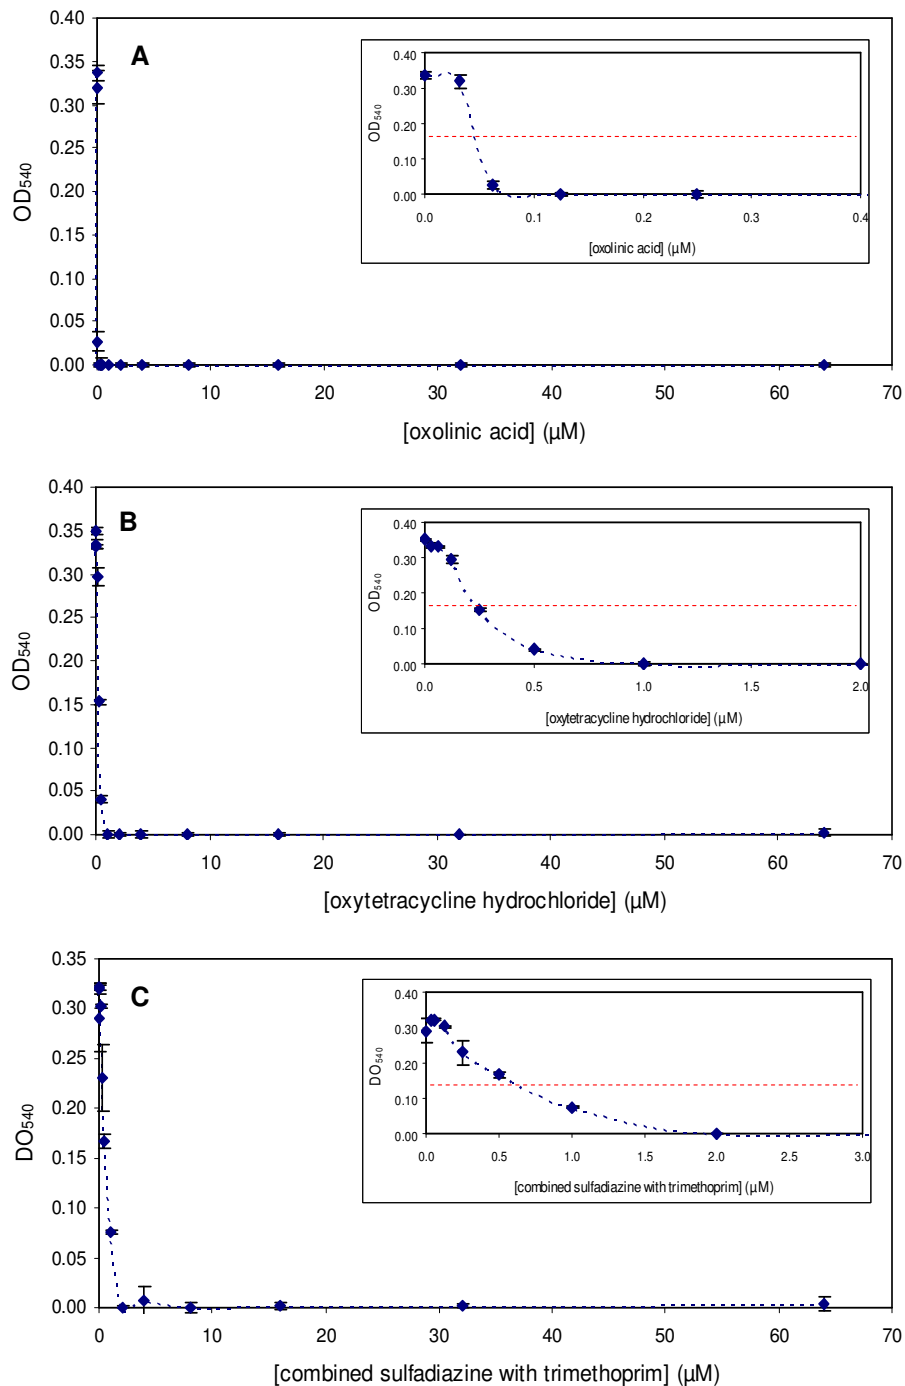 A
0.40
0.35
0.30
0.25
0.20
0.15
0.10
0.05
0.00
OD540
0 10 20 30 40 50 60 70
[oxolinic acid] (µM)
0.40
0.30
0.20
0.10
0.00
OD540
0.0 0.1 0.2 0.3 0.4
[oxolinic acid] (µM)
B
0.40
0.35
0.30
0.25
0.20
0.15
0.10
0.05
0.00
OD540
0 10 20 30 40 50 60 70
[oxytetracycline hydrochloride] (µM)
0.40
0.30
0.20
0.10
0.00
OD540
0.0 0.5 1.0 1.5 2.0
[oxytetracycline hydrochloride] (µM)
C
0.35
0.30
0.25
0.20
0.15
0.10
0.05
0.00
DO540
0 10 20 30 40 50 60 70
[combined sulfadiazine with trimethoprim] (µM)
0.40
0.30
0.20
0.10
0.00
DO540
0.0 0.5 1.0 1.5 2.0 2.5 3.0
[combined sulfadiazine with trimethoprim] (µM)